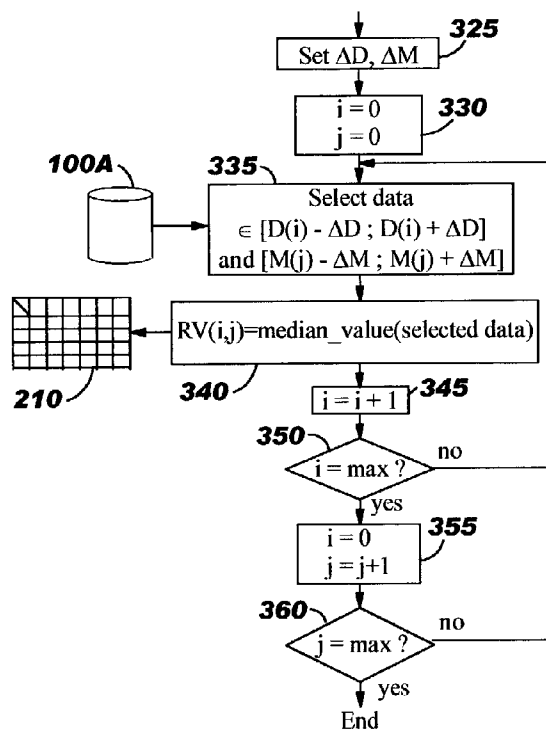 325
Set ΔD, ΔM
330
i = 0
j = 0
100A
335
Select data
∈ [D(i) - ΔD ; D(i) + ΔD]
and [M(j) - ΔM ; M(j) + ΔM]
RV(i,j)=median_value(selected data)
210
340
345
i = i + 1
350
i = max ?
no
yes
i = 0
j = j+1
355
360
j = max ?
no
yes
End